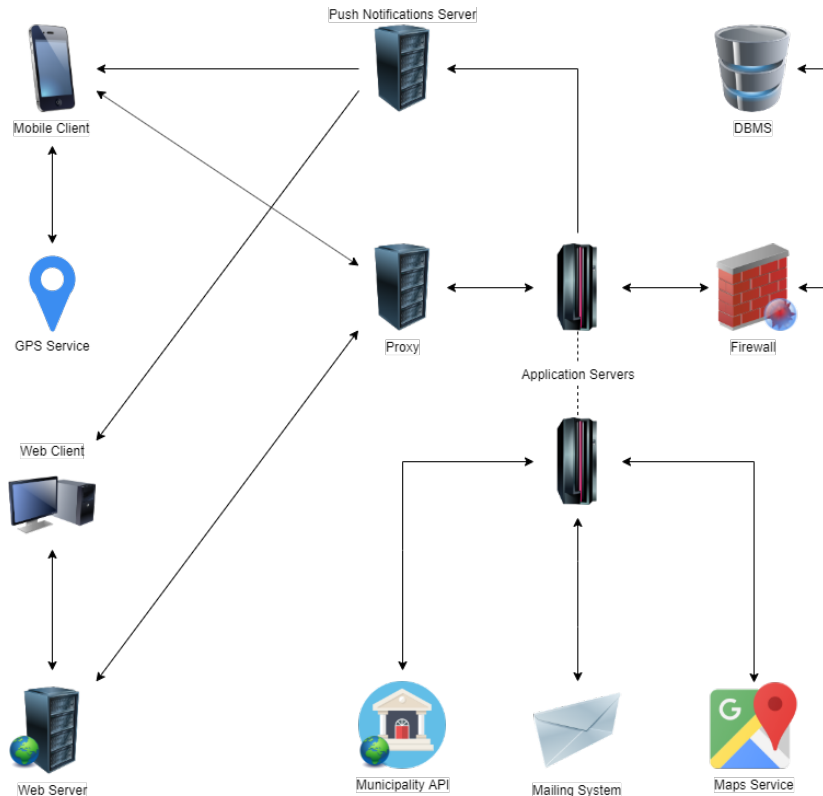 Push Notifications Server
Mobile Client
DBMS
GPS Service
Proxy
Firewall
Application Servers
Web Client
G
Web Server
Municipality API
Mailing System
Maps Service